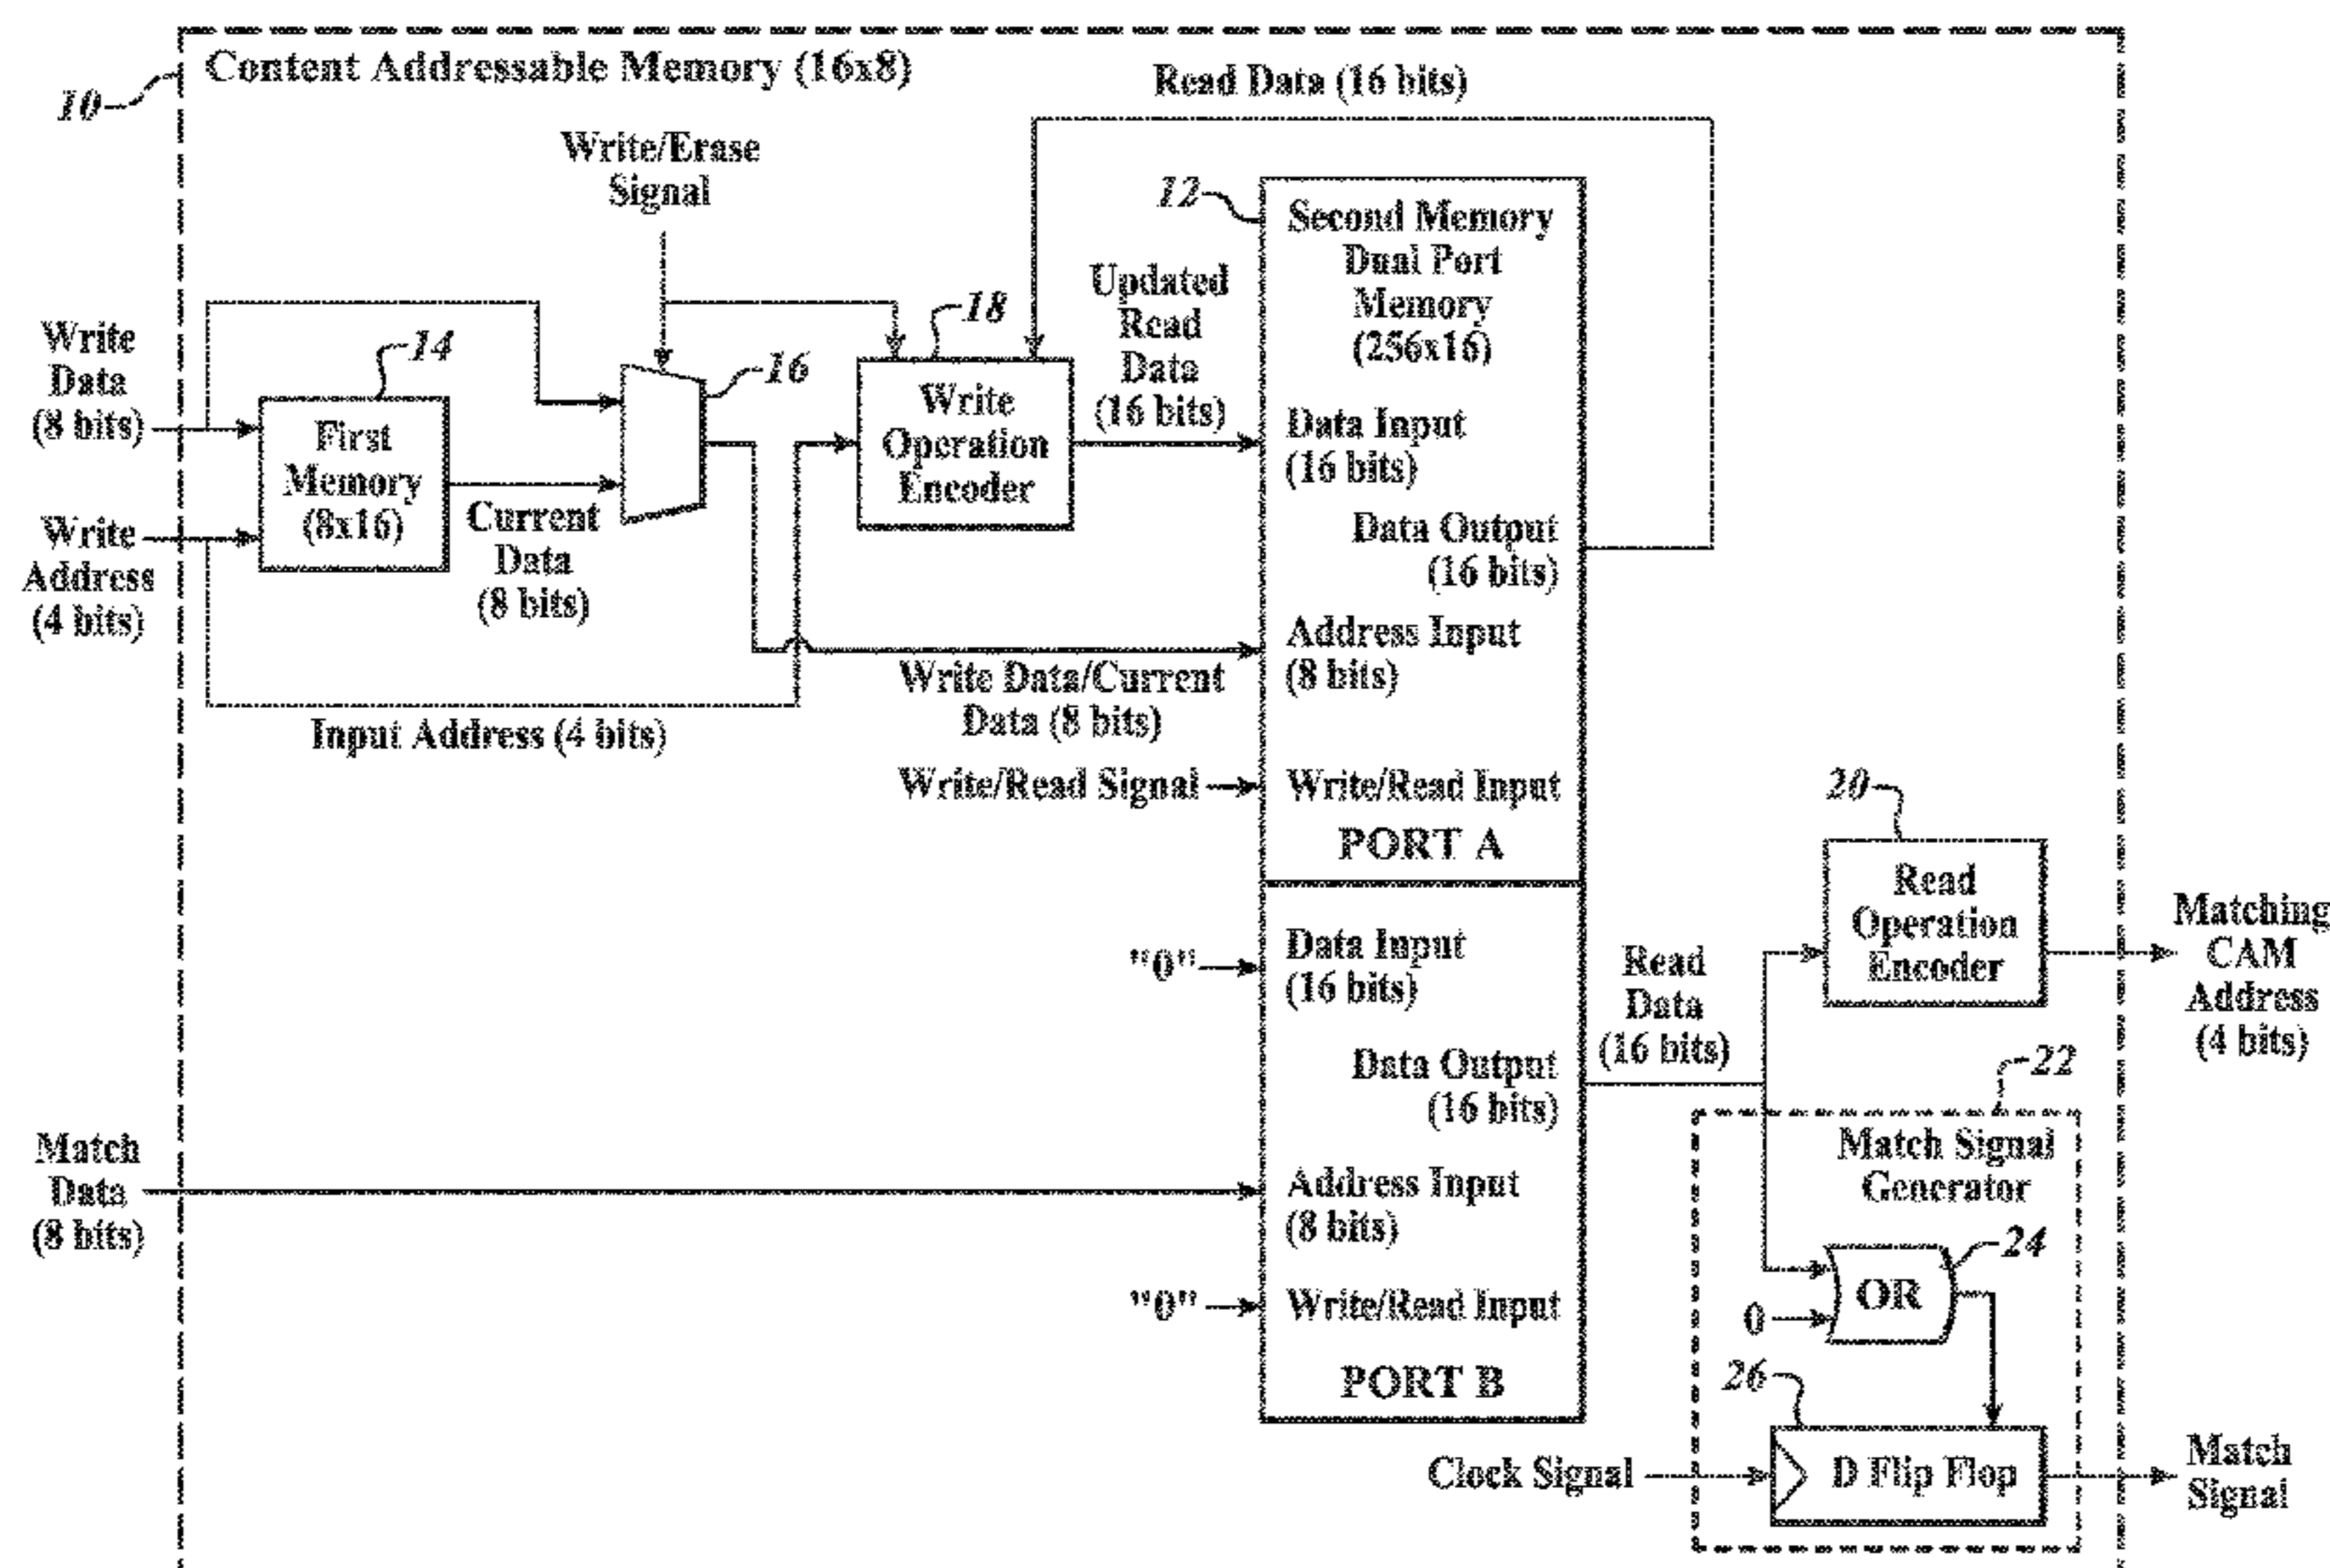 Content Addressable Memory (16x8)
10
Read Data (16 bits)
Write/Erase
Signal
12
Second Memory
Dual Port
Memory
(256x16)
Updated
Read
Data
(16 bits)
18
Write
Data
(8 bits)
14
16
First
Memory
(8x16)
Write
Operation
Encoder
Data Input
(16 bits)
Write
Address
(4 bits)
Current
Data
(8 bits)
Data Output
(16 bits)
Address Input
(8 bits)
Write Data/Current
Data (8 bits)
Input Address (4 bits)
Write/Read Signal
Write/Read Input
PORT A
20
Read
Operation
Encoder
Matching
CAM
Address
(4 bits)
"0"
Data Input
(16 bits)
Read
Data
(16 bits)
Data Output
(16 bits)
22
Match Signal
Generator
Match
Data
(8 bits)
Address Input
(8 bits)
24
OR
0
"0"
Write/Read Input
PORT B
26
Clock Signal
D Flip Flop
Match
Signal